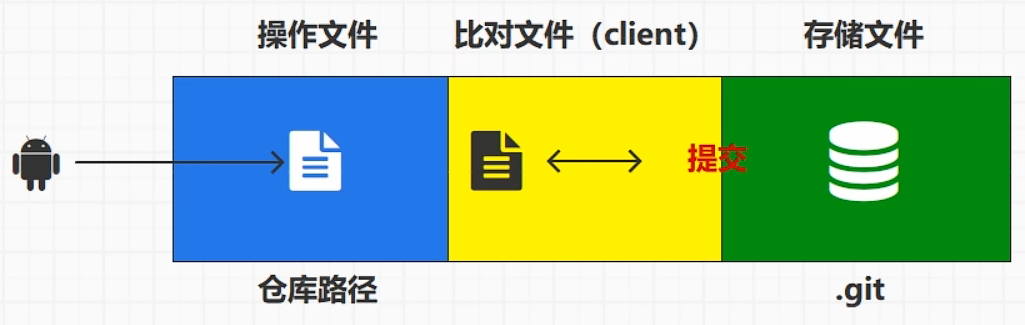 操作文件
比对文件（client）
存储文件
提交
仓库路径
.git